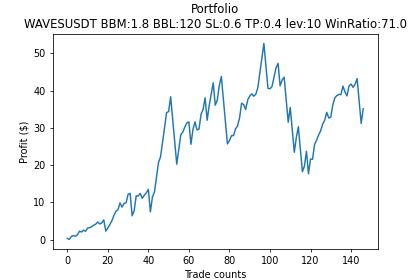 Portfolio
WAVESUSDT BBM:1.8 BBL:120 SL:0.6 TP:0.4 lev:10 WinRatio:71.0
Profit ($)
50
40
30
20
10
0
0 20 40 60 80 100 120 140
Trade counts